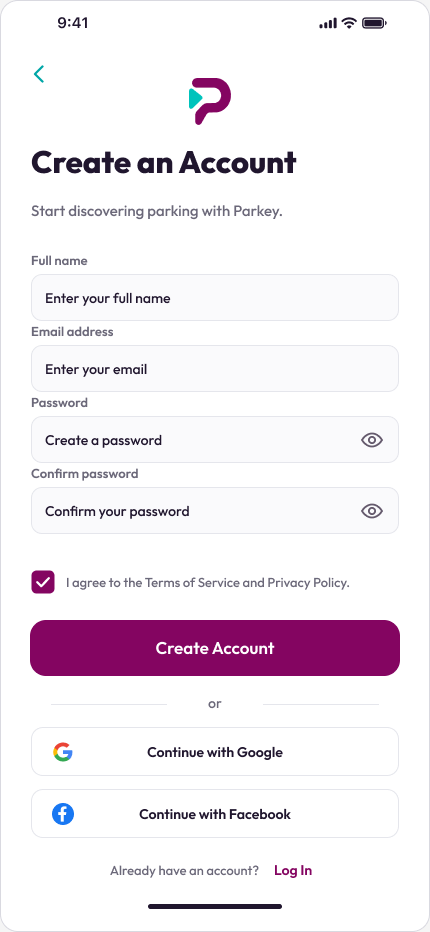 9:41
Create an Account
Start discovering parking with Parkey.
Full name
Enter your full name
Email address
Enter your email
Password
Create a password
Confirm password
Confirm your password
I agree to the Terms of Service and Privacy Policy.
Create Account
or
Continue with Google
Continue with Facebook
Already have an account? Log In